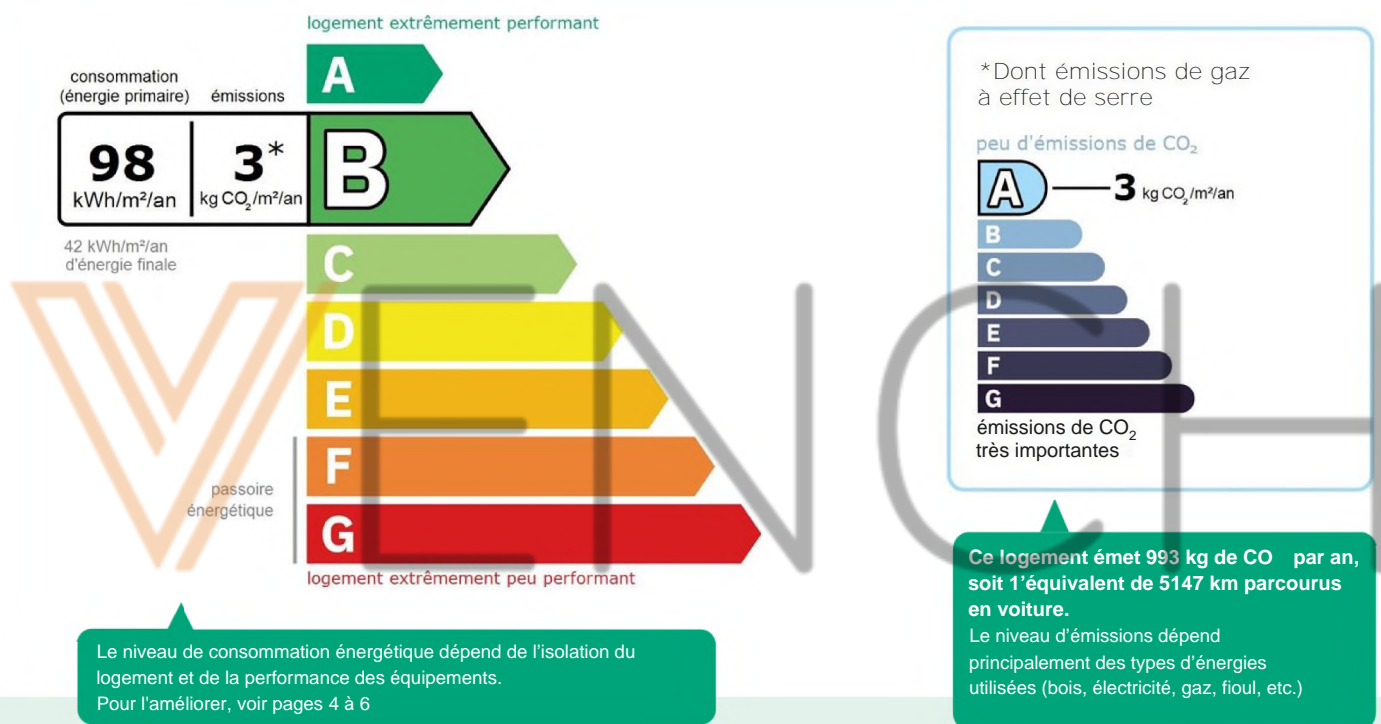 logement extrêmement performant
consommation
(énergie primaire)
émissions
98
kWh/m²/an
3*
kg CO₂/m²/an
42 kWh/m²/an
d'énergie finale
A
B
C
D
E
F
G
passoire
énergétique
logement extrêmement peu performant
Le niveau de consommation énergétique dépend de l'isolation du
logement et de la performance des équipements.
Pour l'améliorer, voir pages 4 à 6
*Dont émissions de gaz
à effet de serre
peu d'émissions de CO₂
A 3 kg CO₂/m²/an
B
C
D
E
F
G
émissions de CO₂
très importantes
Ce logement émet 993 kg de CO par an,
soit 1'équivalent de 5147 km parcourus
en voiture.
Le niveau d'émissions dépend
principalement des types d'énergies
utilisées (bois, électricité, gaz, fioul, etc.)
VENCH